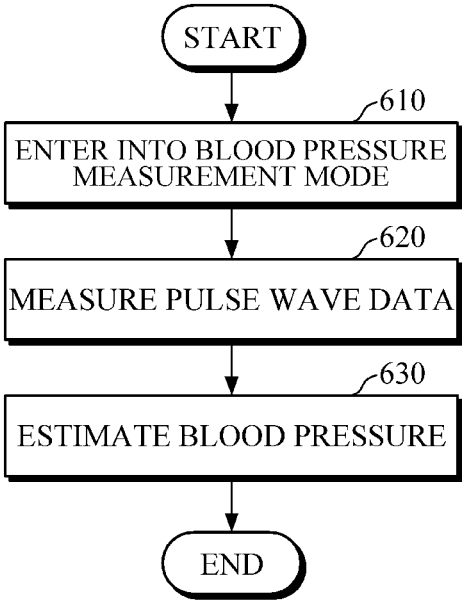 START
610
ENTER INTO BLOOD PRESSURE
MEASUREMENT MODE
620
MEASURE PULSE WAVE DATA
630
ESTIMATE BLOOD PRESSURE
END